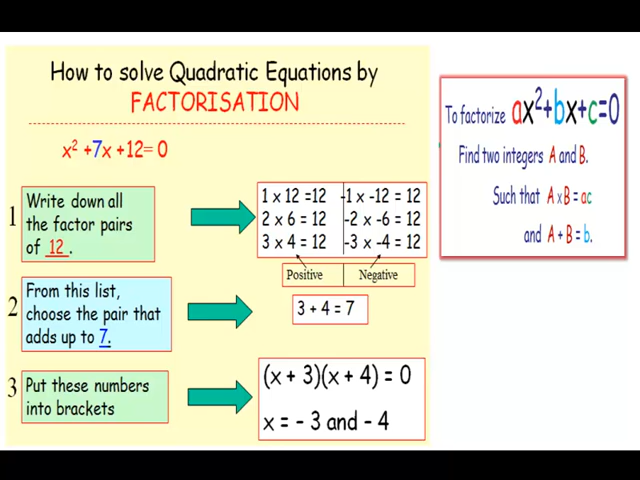 How to solve Quadratic Equations by
FACTORISATION
x² +7x +12= 0
1
Write down all
the factor pairs
of 12 .
1 x 12 =12 -1 x -12 = 12
2 x 6 = 12 -2 x -6 = 12
3 x 4 = 12 -3 x -4 = 12
Positive Negative
2
From this list,
choose the pair that
adds up to 7.
3 + 4 = 7
3
Put these numbers
into brackets
(x + 3)(x + 4) = 0
x = - 3 and - 4
To factorize ax²+bx+c=0
Find two integers A and B.
Such that A x B = ac
and A + B = b.